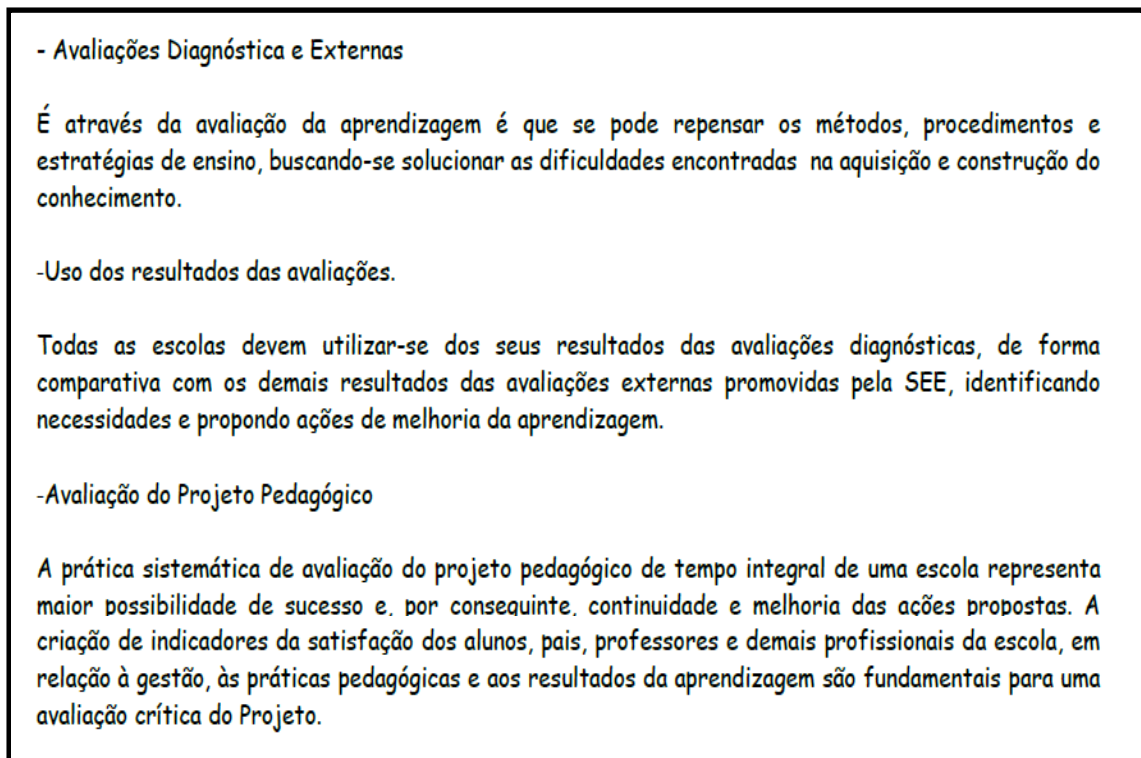 - Avaliações Diagnóstica e Externas
É através da avaliação da aprendizagem é que se pode repensar os métodos, procedimentos e
estratégias de ensino, buscando-se solucionar as dificuldades encontradas na aquisição e construção do
conhecimento.
-Uso dos resultados das avaliações.
Todas as escolas devem utilizar-se dos seus resultados das avaliações diagnósticas, de forma
comparativa com os demais resultados das avaliações externas promovidas pela SEE, identificando
necessidades e propondo ações de melhoria da aprendizagem.
-Avaliação do Projeto Pedagógico
A prática sistemática de avaliação do projeto pedagógico de tempo integral de uma escola representa
maior possibilidade de sucesso e, por conseguinte, continuidade e melhoria das ações propostas. A
criação de indicadores da satisfação dos alunos, pais, professores e demais profissionais da escola, em
relação à gestão, às práticas pedagógicas e aos resultados da aprendizagem são fundamentais para uma
avaliação crítica do Projeto.